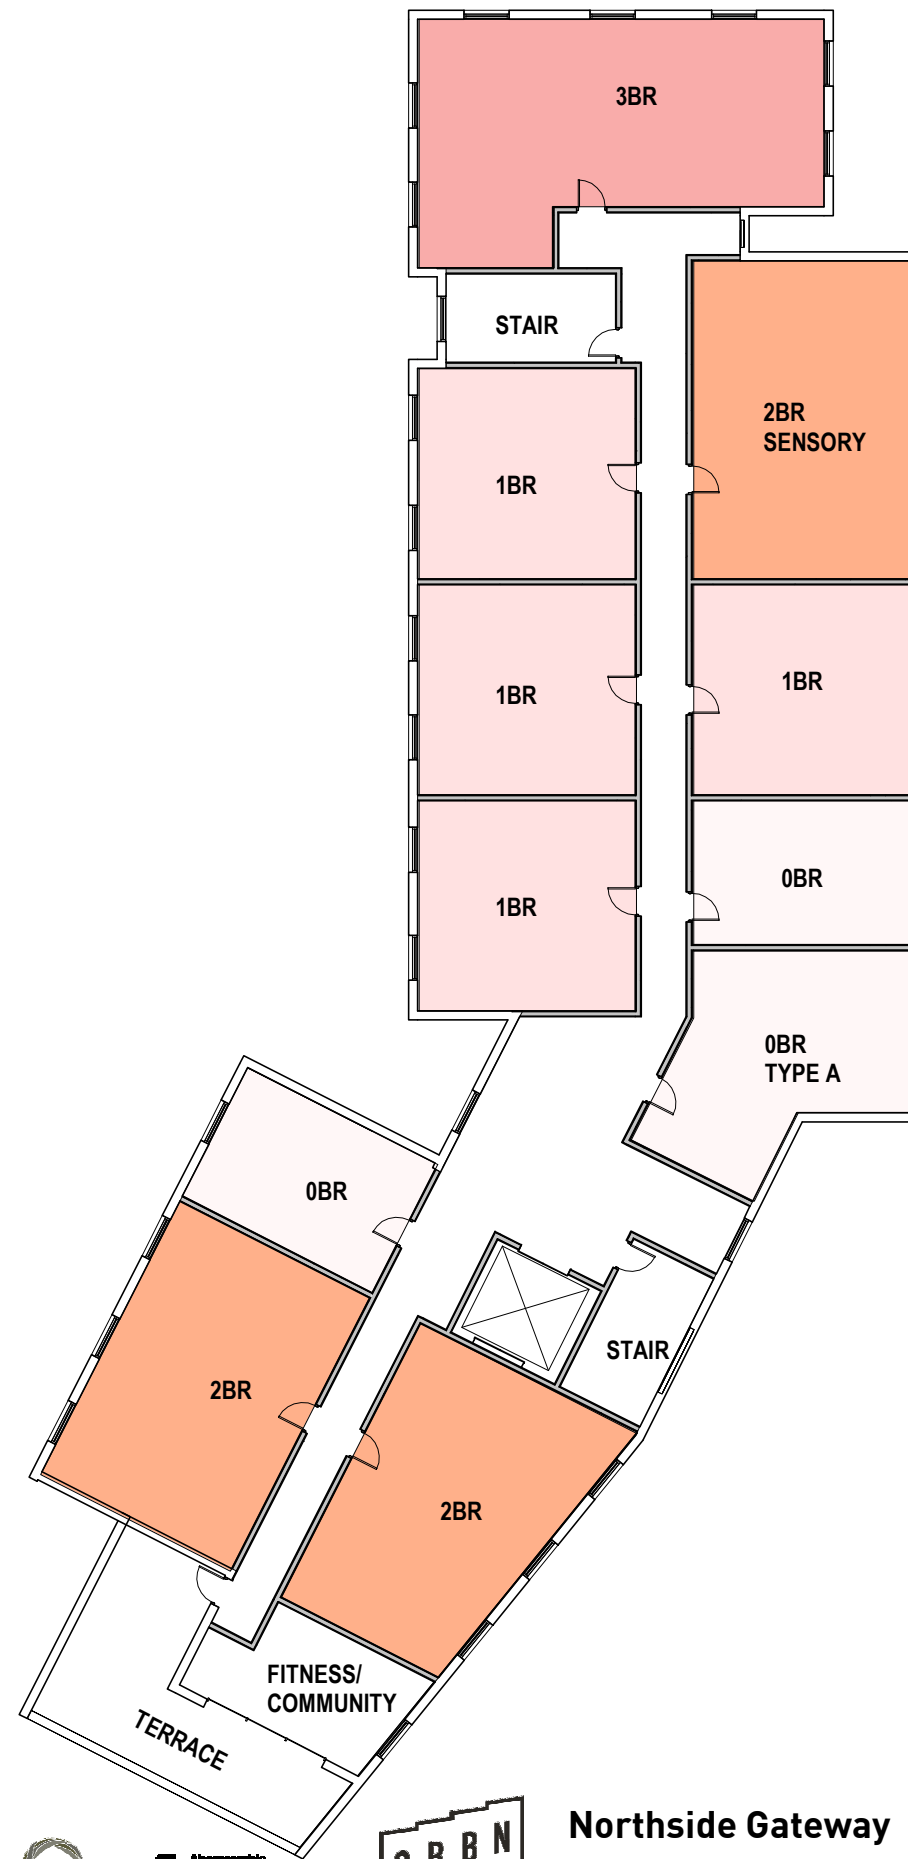 3BR
STAIR
2BR
SENSORY
1BR
1BR
1BR
1BR
0BR
0BR
TYPE A
0BR
2BR
STAIR
2BR
FITNESS/
COMMUNITY
TERRACE
Northside Gateway